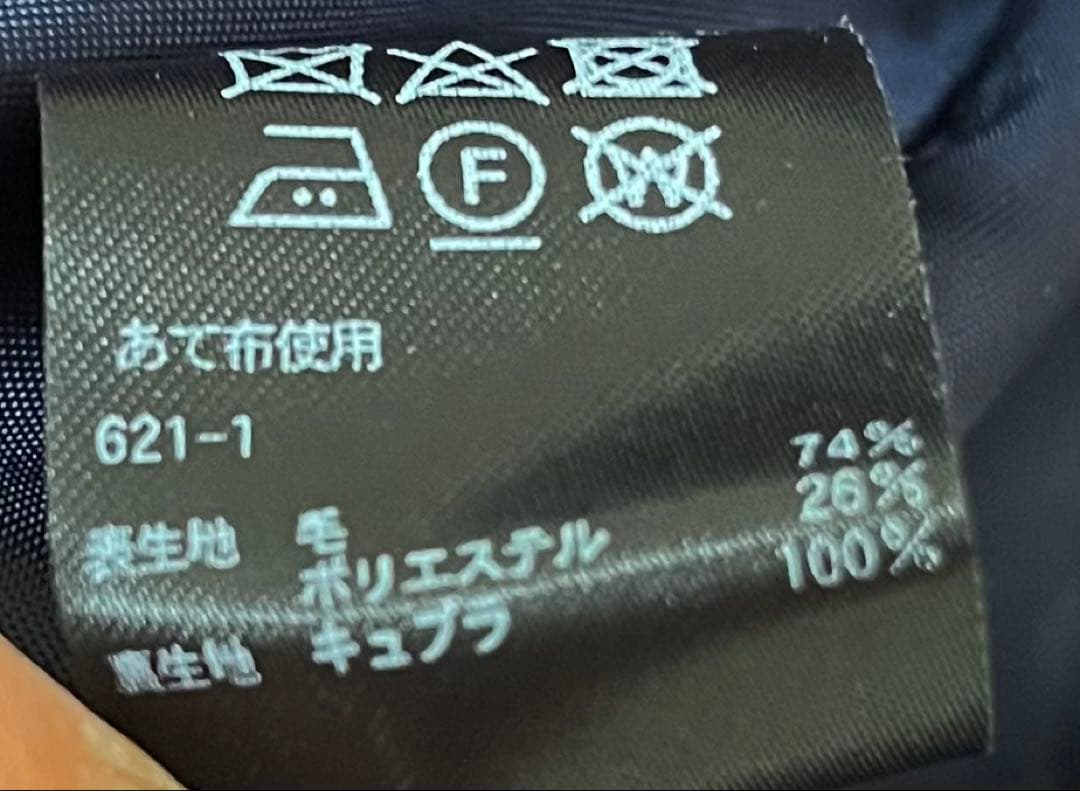 F W
あて布使用
621-1
表生地 毛 74%
ポリエステル 26%
裏生地 キュプラ 100%